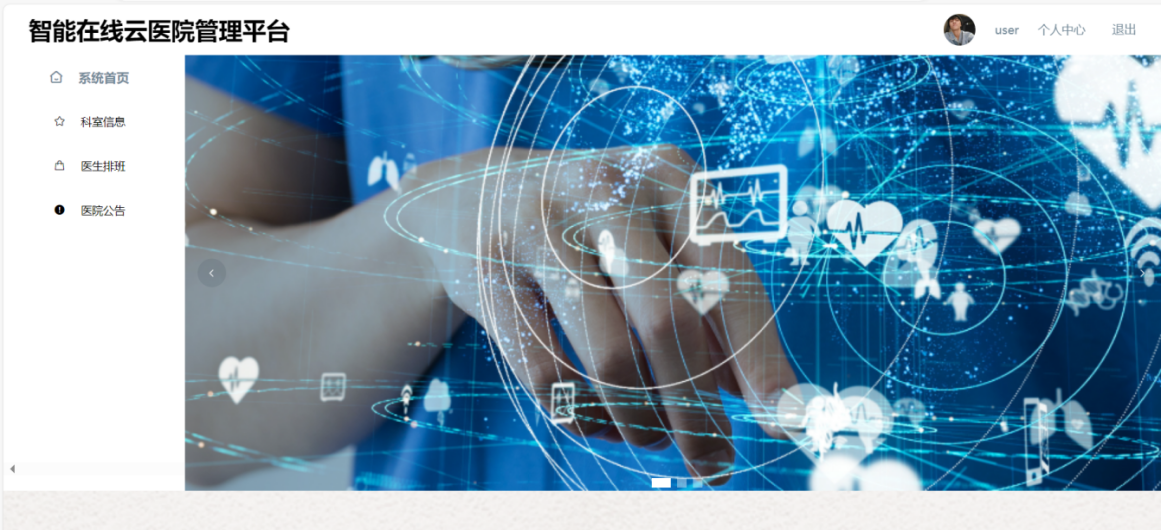 智能在线云医院管理平台
user 个人中心 退出
系统首页
科室信息
医生排班
医院公告